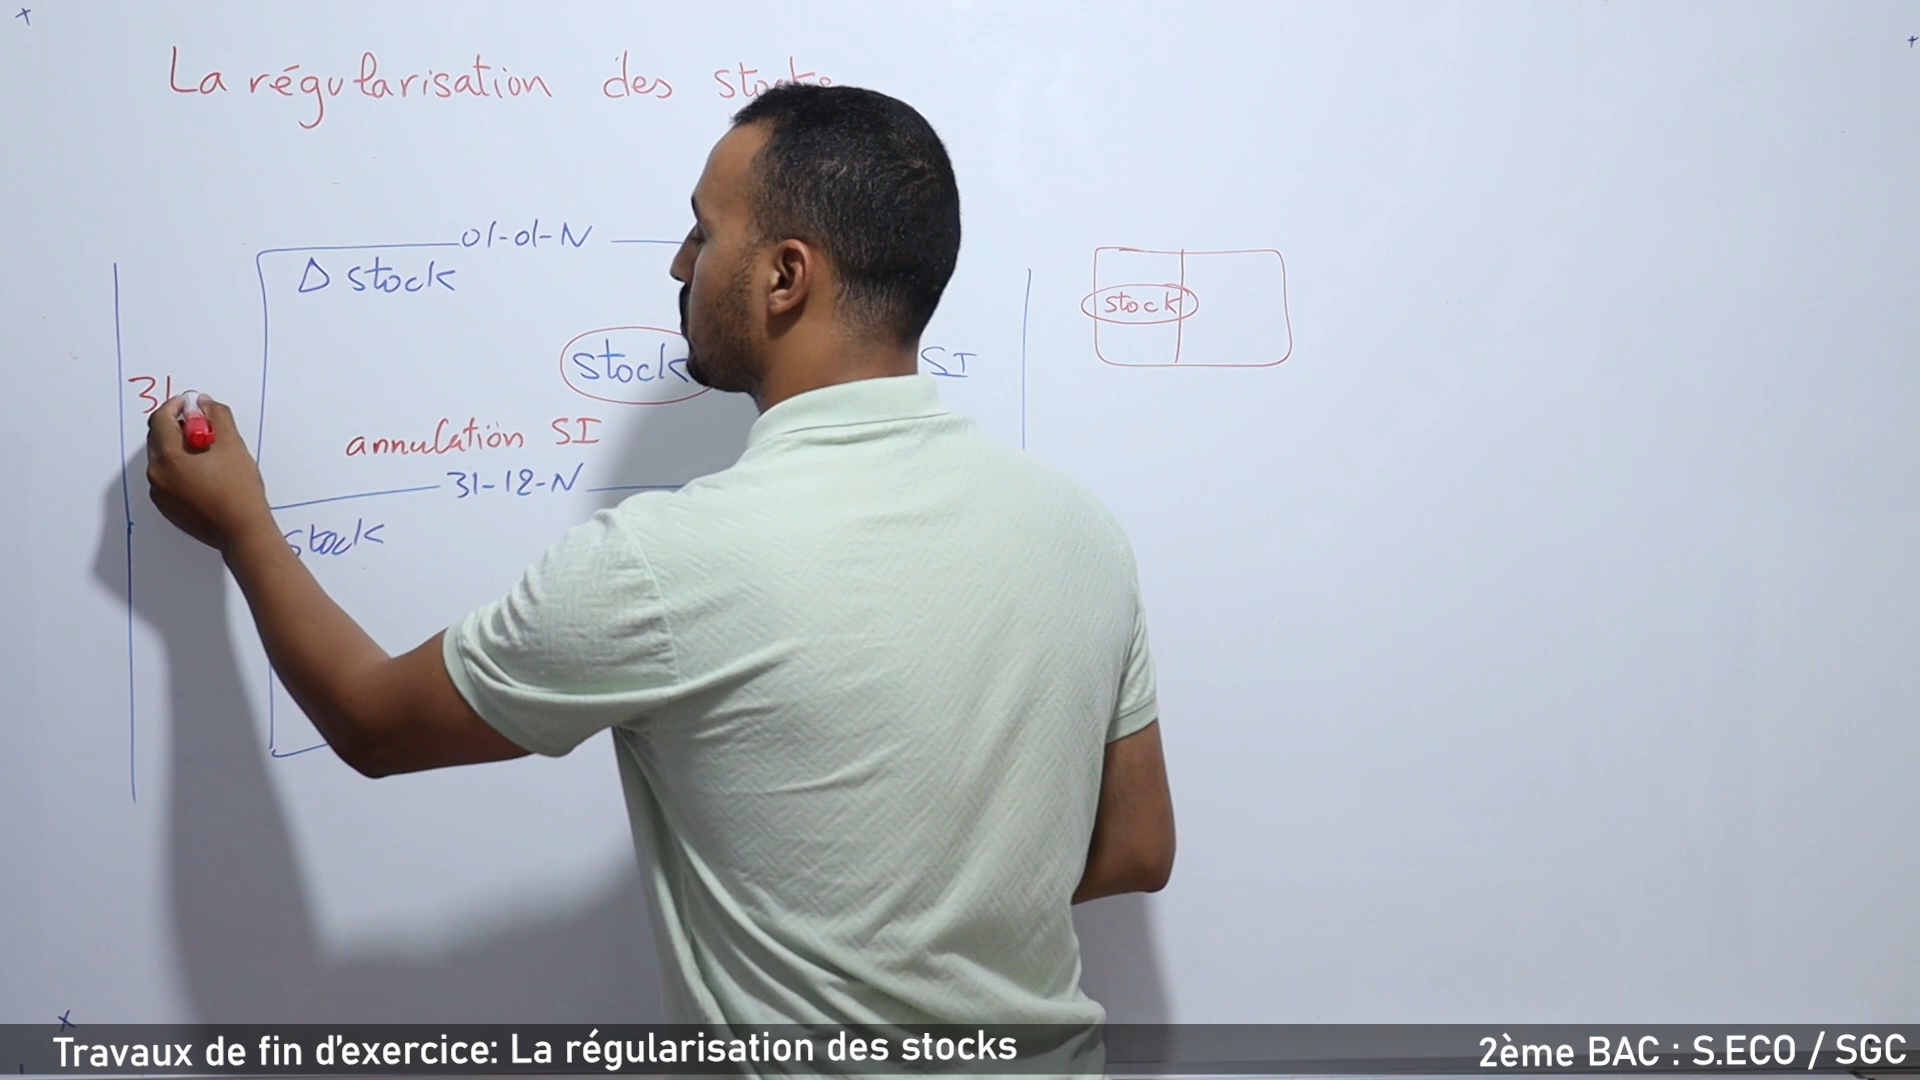 La régularisation des stocks
01-01-N
Δ stock
stock
SI
stock
31
annulation SI
31-12-N
stock
Travaux de fin d'exercice: La régularisation des stocks
2ème BAC : S.ECO / SGC